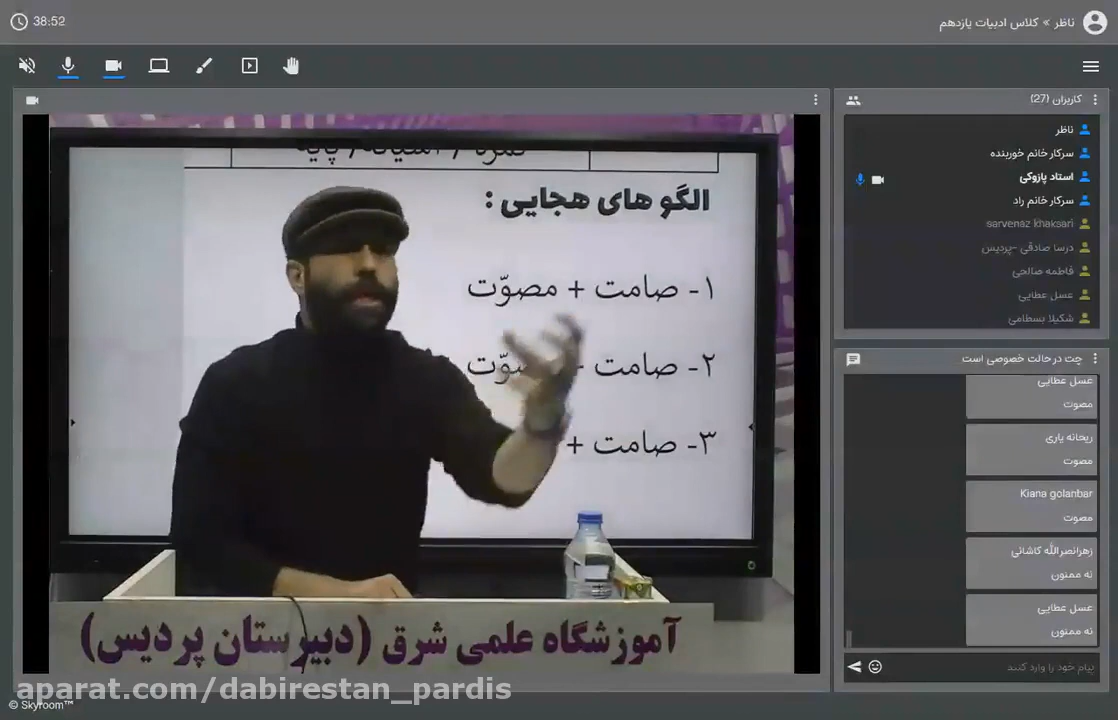 38:52
ناظر » کلاس ادبیات یازدهم
کاربران (27)
ناظر
سرکار خانم خوربنده
استاد پازوکی
سرکار خانم راد
sarvenaz khaksari
درسا صادقی -پردیس
فاطمه صالحی
عسل عطایی
شکیلا بسطامی
الگو های هجایی :
۱- صامت + مصوّت
۲- صامت
۳- صامت +
آموزشگاه علمی شرق (دبیرستان پردیس)
aparat.com/dabirestan_pardis
© Skyroom™
چت در حالت خصوصی است
عسل عطایی
مصوت
ریحانه یاری
مصوت
Kiana golanbar
مصوت
زهرانصرالله کاشانی
نه ممنون
عسل عطایی
نه ممنون
پیام خود را وارد کنید